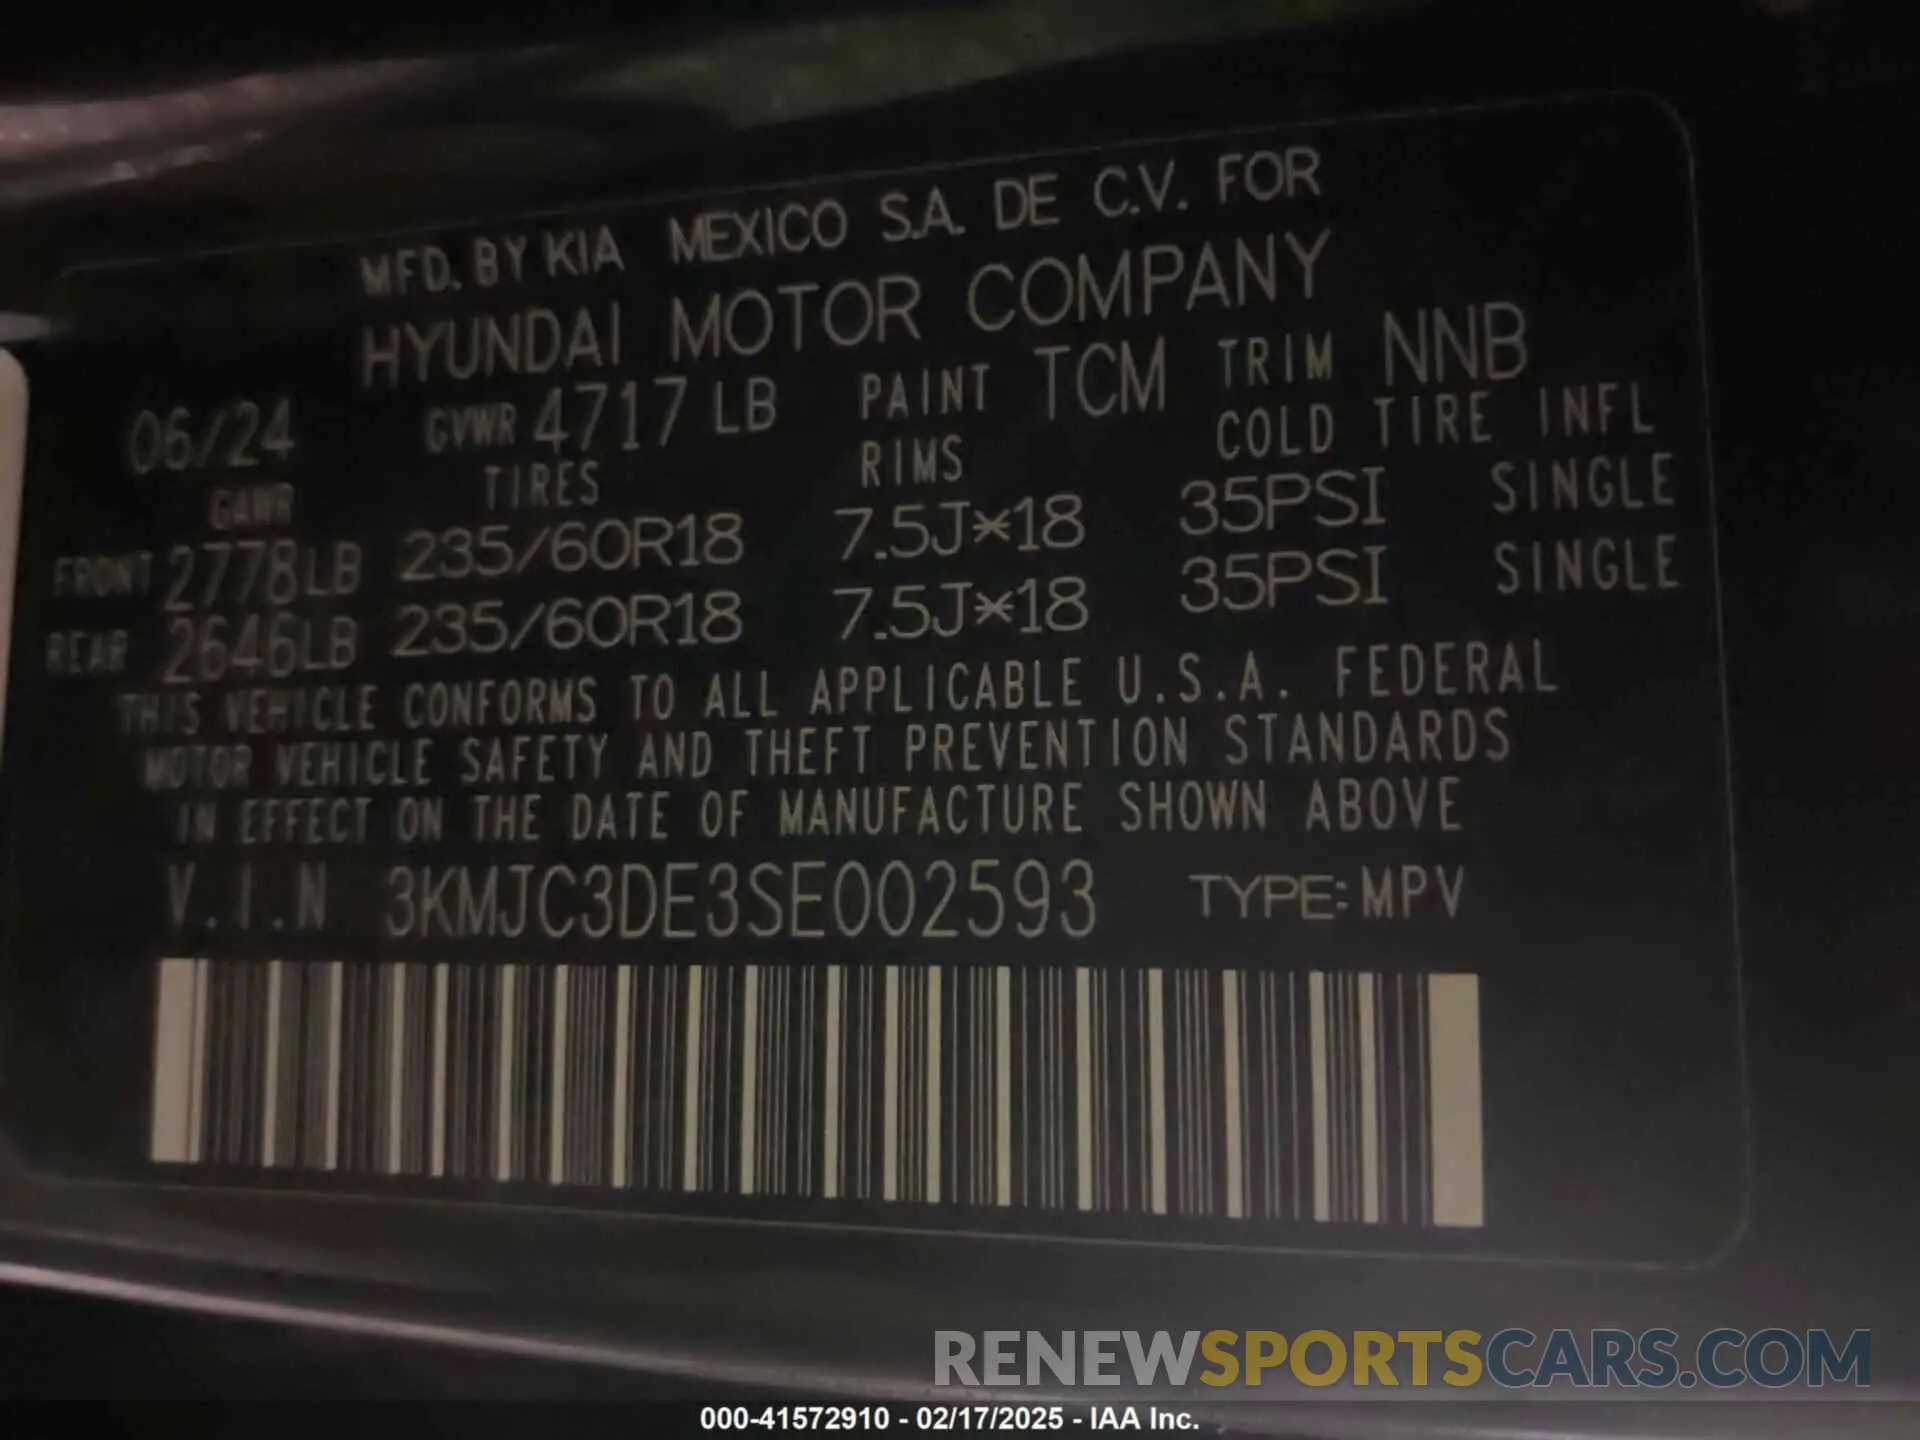 MFD. BY KIA MEXICO S.A. DE C.V. FOR
HYUNDAI MOTOR COMPANY
06/24 GVWR 4717 LB PAINT TCM TRIM NNB
GAWR TIRES RIMS COLD TIRE INFL
FRONT 2778LB 235/60R18 7.5J*18 35PSI SINGLE
REAR 2646LB 235/60R18 7.5J*18 35PSI SINGLE
THIS VEHICLE CONFORMS TO ALL APPLICABLE U.S.A. FEDERAL
MOTOR VEHICLE SAFETY AND THEFT PREVENTION STANDARDS
IN EFFECT ON THE DATE OF MANUFACTURE SHOWN ABOVE
V.I.N 3KMJC3DE3SE002593 TYPE:MPV
RENEWSPORTSCARS.COM
000-41572910 - 02/17/2025 - IAA Inc.